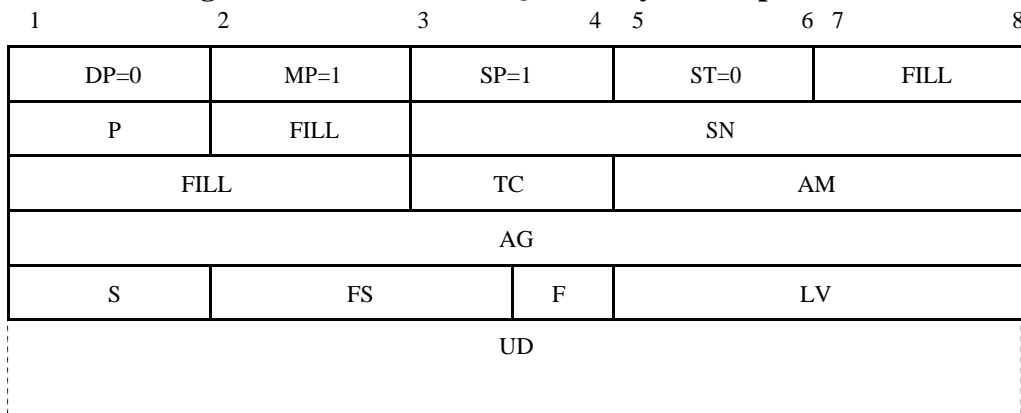 1 2 3 4 5 6 7 8
DP=0 MP=1 SP=1 ST=0 FILL
P FILL SN
FILL TC AM
AG
S FS F LV
UD